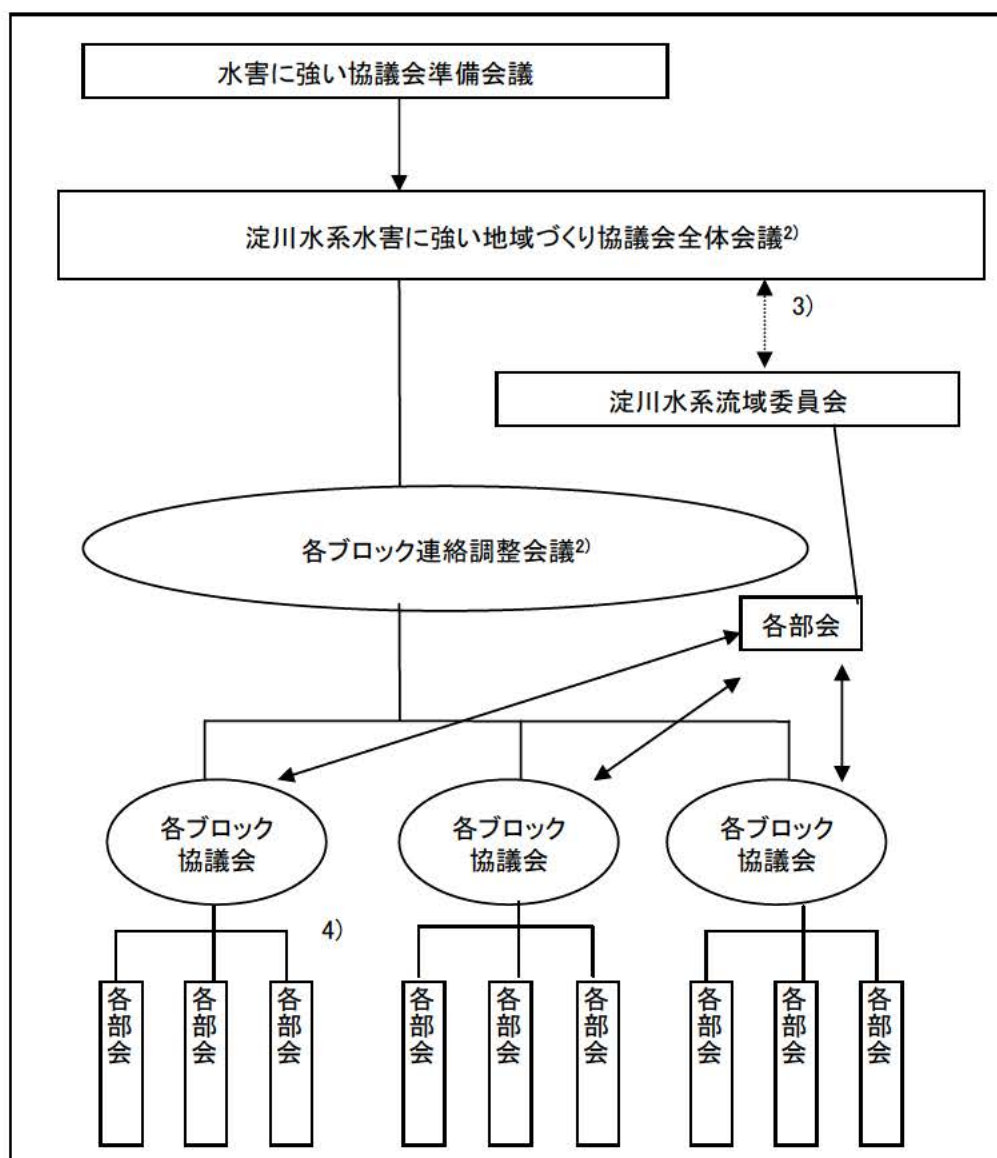 水害に強い協議会準備会議
淀川水系水害に強い地域づくり協議会全体会議2)
3)
淀川水系流域委員会
各ブロック連絡調整会議2)
各部会
各ブロック
協議会
各ブロック
協議会
各ブロック
協議会
4)
各部会
各部会
各部会
各部会
各部会
各部会
各部会
各部会
各部会